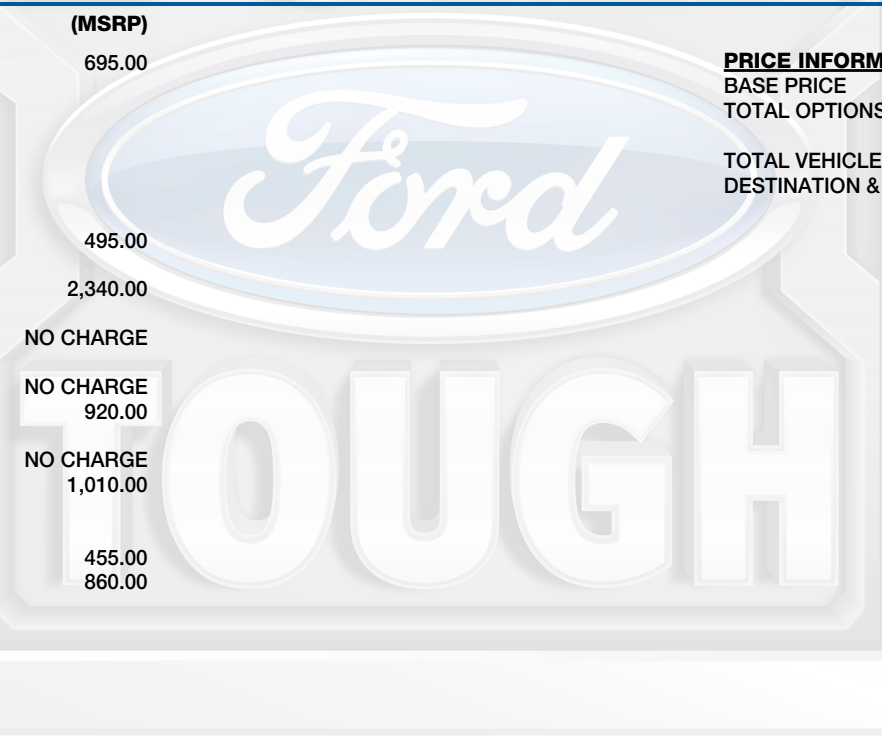 (MSRP)
695.00
495.00
2,340.00
NO CHARGE
NO CHARGE
920.00
NO CHARGE
1,010.00
455.00
860.00
PRICE INFORM
BASE PRICE
TOTAL OPTIONS
TOTAL VEHICLE
DESTINATION &
Ford
TOUGH